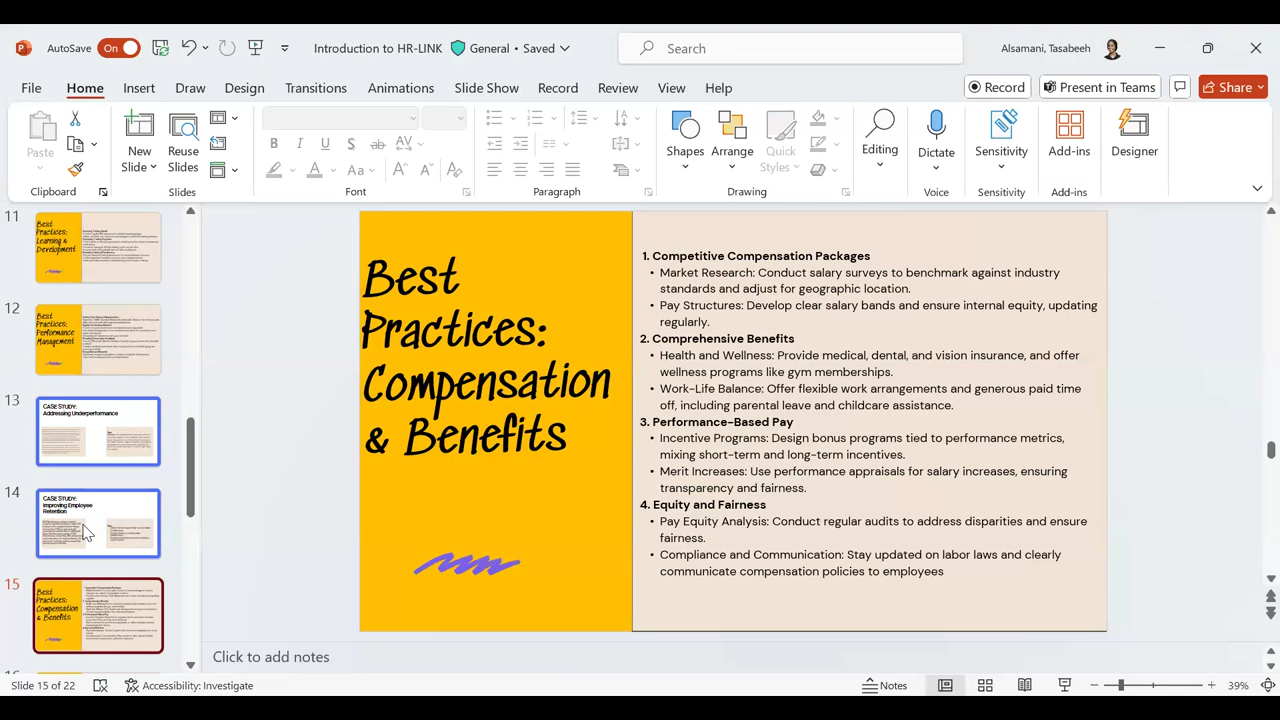 AutoSave On Introduction to HR-LINK General • Saved Search Alsamani, Tasabeeh
File Home Insert Draw Design Transitions Animations Slide Show Record Review View Help Record Present in Teams Share
Paste New Slide Reuse Slides Shapes Arrange Quick Styles Editing Dictate Sensitivity Add-ins Designer
Clipboard Slides Font Paragraph Drawing Voice Sensitivity Add-ins
11
Best
Practices:
Learning &
Development
12
Best
Practices:
Performance
Management
13
CASE STUDY:
Addressing Underperformance
14
CASE STUDY:
Improving Employee
Retention
15
Best
Practices:
Compensation
& Benefits
Best
Practices:
Compensation
& Benefits
1. Competitive Compensation Packages
• Market Research: Conduct salary surveys to benchmark against industry
standards and adjust for geographic location.
• Pay Structures: Develop clear salary bands and ensure internal equity, updating
regularly.
2. Comprehensive Benefits
• Health and Wellness: Provide medical, dental, and vision insurance, and offer
wellness programs like gym memberships.
• Work-Life Balance: Offer flexible work arrangements and generous paid time
off, including parental leave and childcare assistance.
3. Performance-Based Pay
• Incentive Programs: Design bonus programs tied to performance metrics,
mixing short-term and long-term incentives.
• Merit Increases: Use performance appraisals for salary increases, ensuring
transparency and fairness.
4. Equity and Fairness
• Pay Equity Analysis: Conduct regular audits to address disparities and ensure
fairness.
• Compliance and Communication: Stay updated on labor laws and clearly
communicate compensation policies to employees
Click to add notes
Slide 15 of 22 Accessibility: Investigate Notes 39%